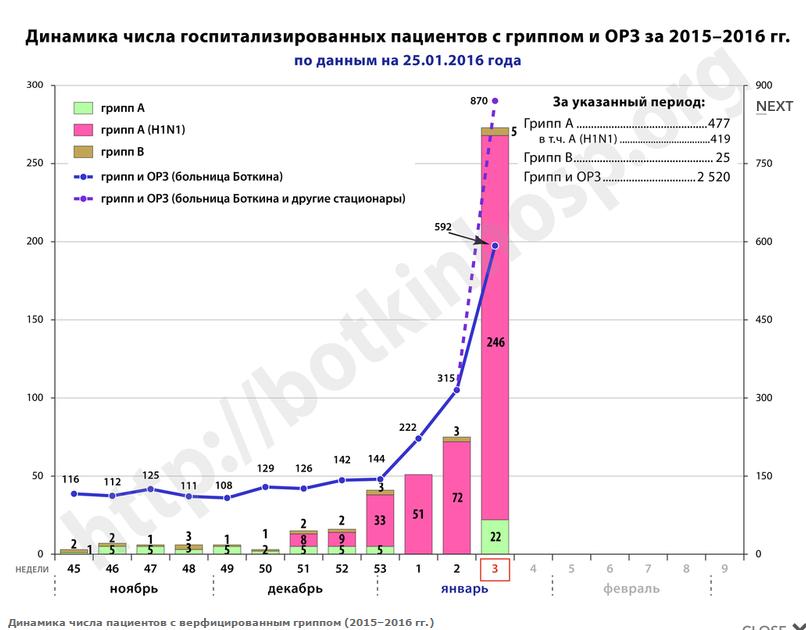 Динамика числа госпитализированных пациентов с гриппом и ОРЗ за 2015–2016 гг.
по данным на 25.01.2016 года
300 900
грипп А
грипп А (H1N1)
грипп В
грипп и ОРЗ (больница Боткина)
грипп и ОРЗ (больница Боткина и другие стационары)
870
За указанный период:
Грипп А 477
в т.ч. А (H1N1) 419
Грипп В 25
Грипп и ОРЗ 2 520
NEXT
5
250 750
200 600
592
150 450
246
100 300
315
222
3
72
51
50 150
116 112 125 111 108 129 126 142 144
3
33
22
2 2 1 3 1 1 2 2
8 9
1 5 5 3 5 2 5 5 5
0 0
НЕДЕЛИ 45 46 47 48 49 50 51 52 53 1 2 3 4 5 6 7 8 9
ноябрь декабрь январь февраль
http://botkinhosp.org
Динамика числа пациентов с верфицированным гриппом (2015–2016 гг.)
CLOSE X